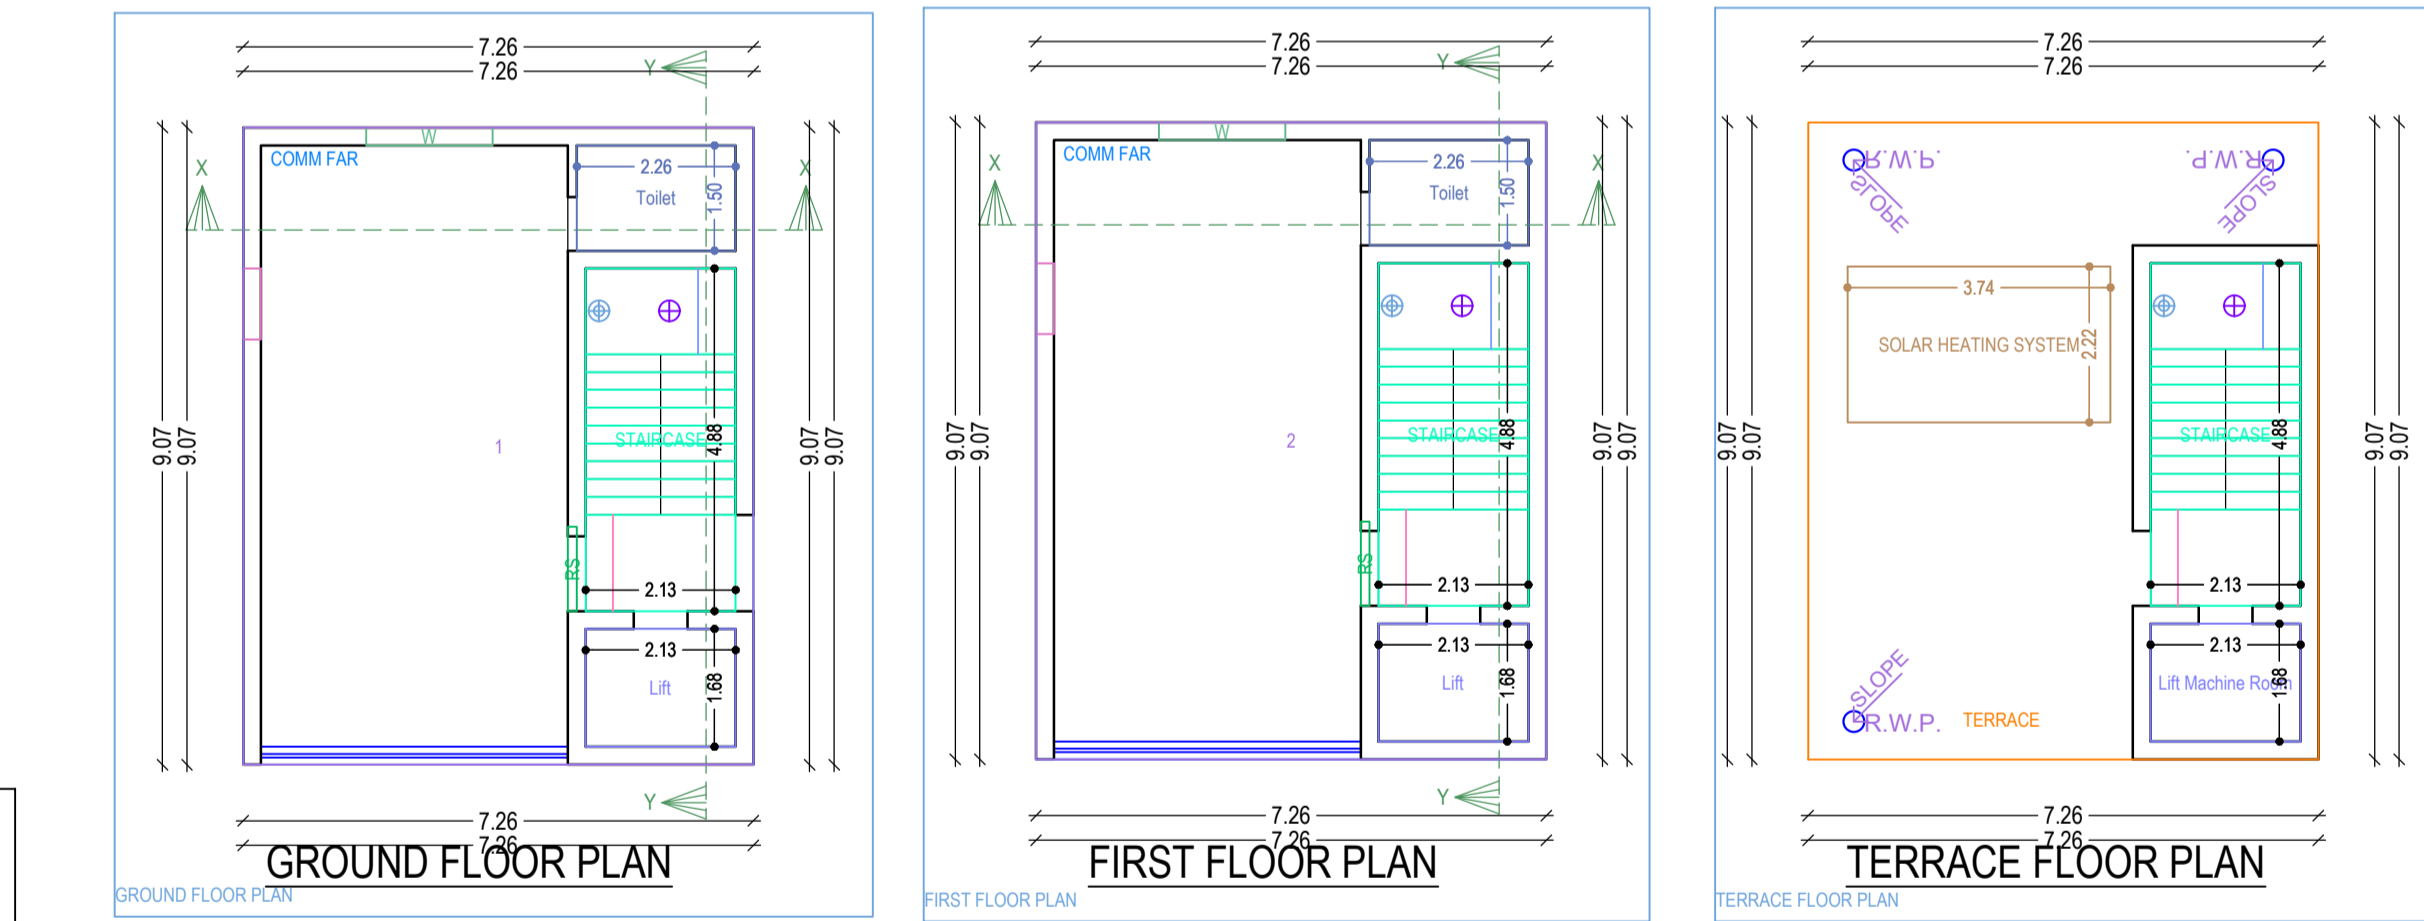 7.26
7.26
Y
9.07
9.07
X
COMM FAR
W
2.26
Toilet
1.50
X
9.07
9.07
1
STAIRCASE
4.88
RS
2.13
2.13
Lift
1.68
Y
7.26
7.26
GROUND FLOOR PLAN
GROUND FLOOR PLAN
7.26
7.26
Y
9.07
9.07
X
COMM FAR
W
2.26
Toilet
1.50
X
9.07
9.07
2
STAIRCASE
4.88
RS
2.13
2.13
Lift
1.68
Y
7.26
7.26
FIRST FLOOR PLAN
FIRST FLOOR PLAN
7.26
7.26
9.07
9.07
R.W.P.
SLOPE
R.W.P.
SLOPE
3.74
SOLAR HEATING SYSTEM
2.22
STAIRCASE
4.88
9.07
9.07
2.13
2.13
Lift Machine Room
1.68
SLOPE
R.W.P.
TERRACE
7.26
7.26
TERRACE FLOOR PLAN
TERRACE FLOOR PLAN